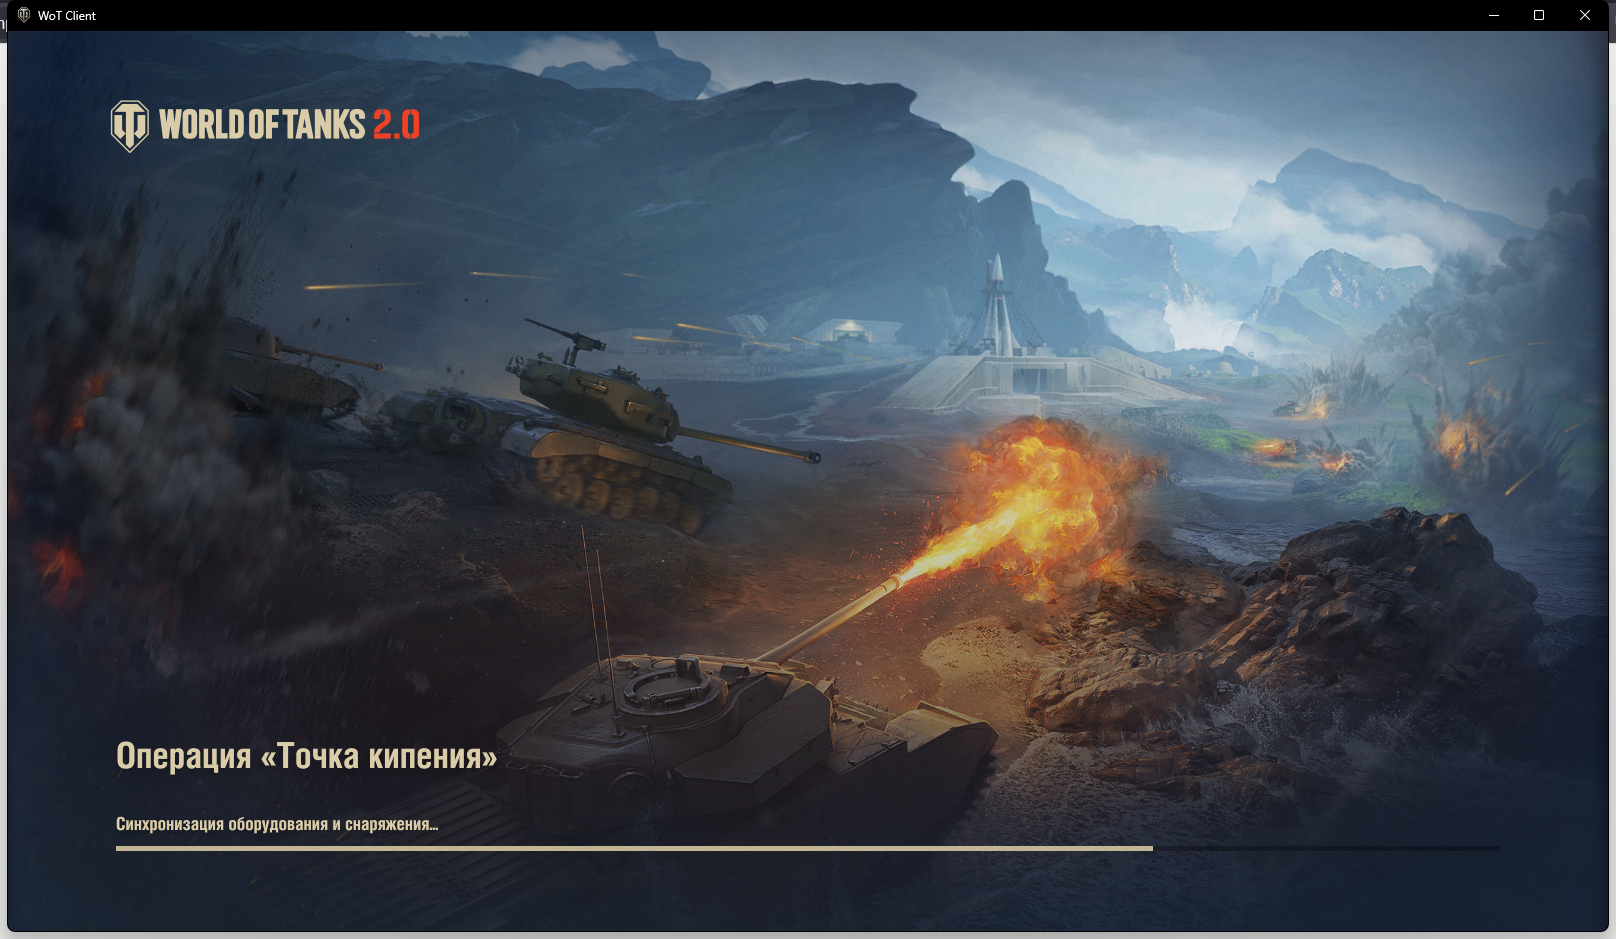 WoT Client
WORLD OF TANKS 2.0
Операция «Точка кипения»
Синхронизация оборудования и снаряжения...